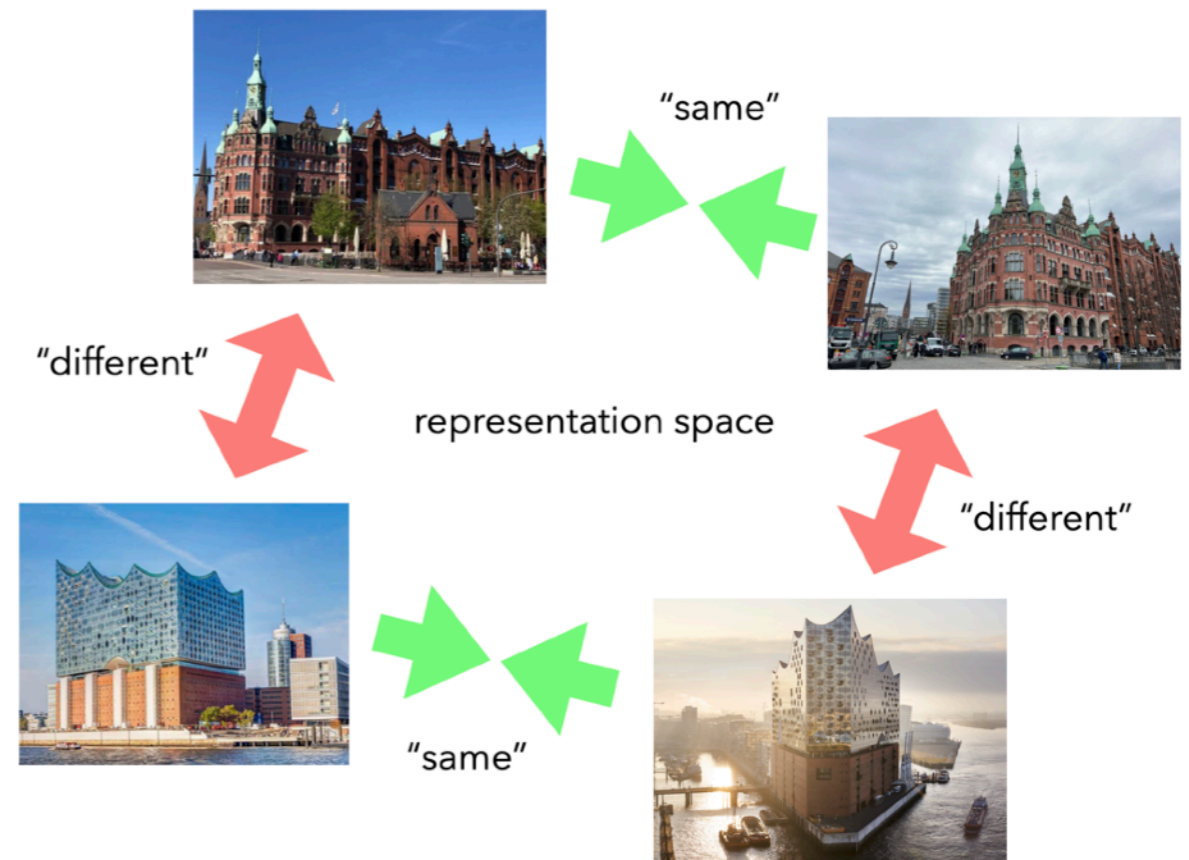 “same”
“different”
representation space
“different”
“same”